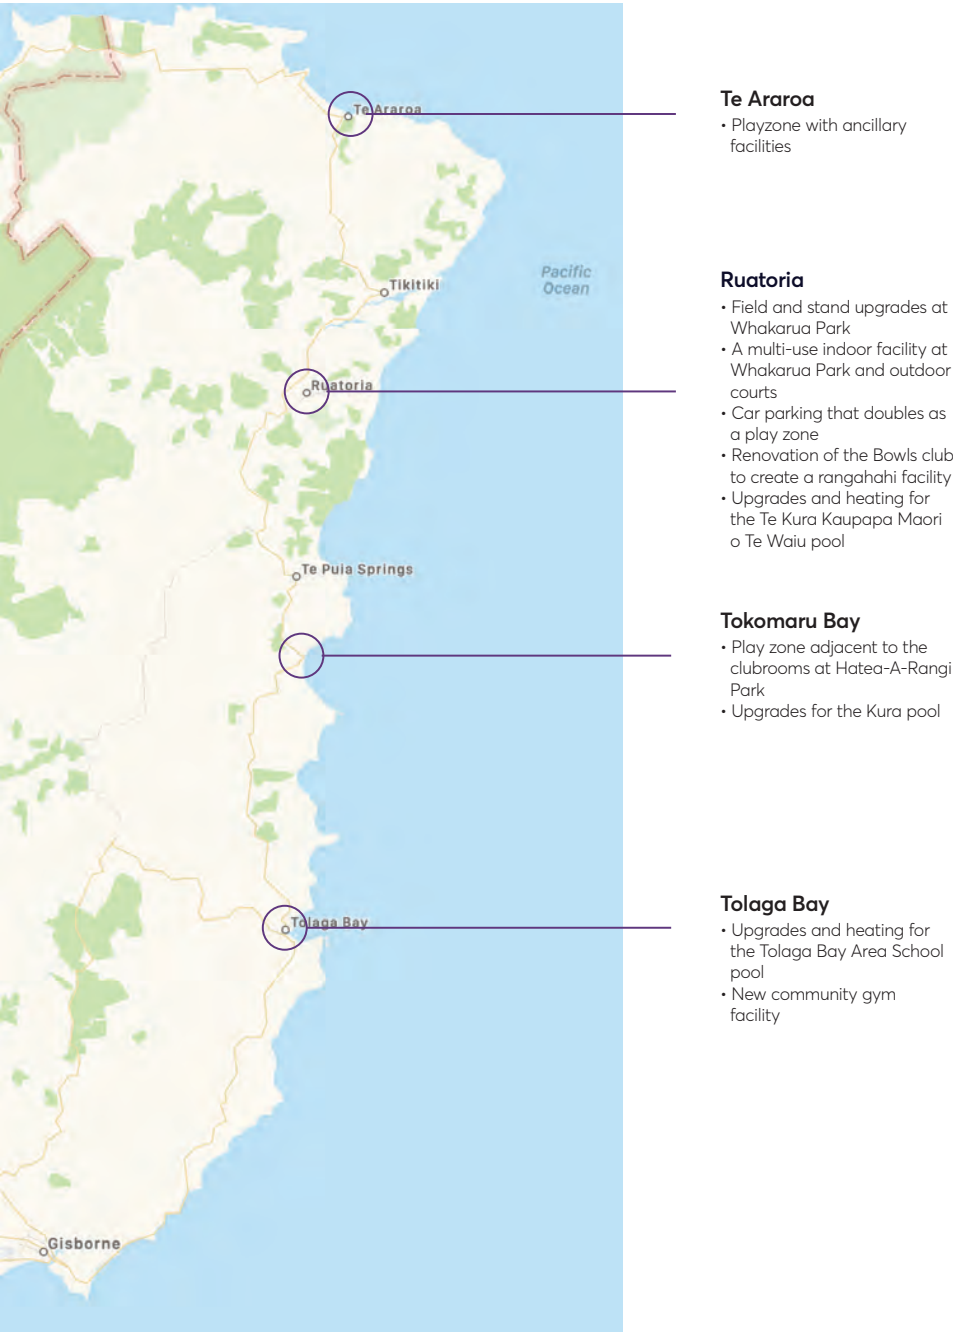 Te Araroa
Tikitiki
Pacific
Ocean
Ruatoria
Te Puia Springs
Tolaga Bay
Gisborne
Te Araroa
• Playzone with ancillary
facilities
Ruatoria
• Field and stand upgrades at
Whakarua Park
• A multi-use indoor facility at
Whakarua Park and outdoor
courts
• Car parking that doubles as
a play zone
• Renovation of the Bowls club
to create a rangahahi facility
• Upgrades and heating for
the Te Kura Kaupapa Maori
o Te Waiu pool
Tokomaru Bay
• Play zone adjacent to the
clubrooms at Hatea-A-Rangi
Park
• Upgrades for the Kura pool
Tolaga Bay
• Upgrades and heating for
the Tolaga Bay Area School
pool
• New community gym
facility